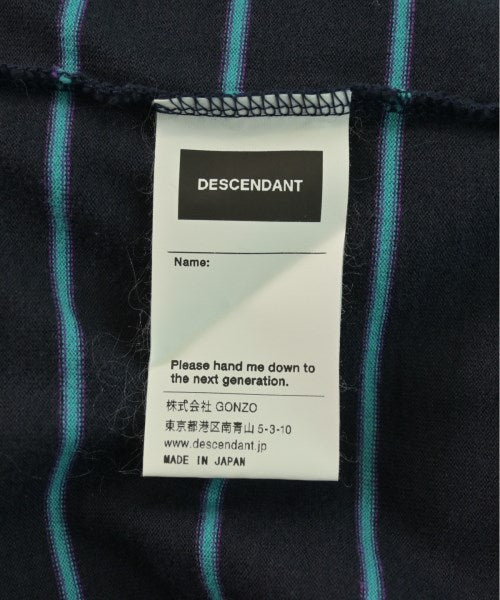 DESCENDANT
Name:
Please hand me down to
the next generation.
株式会社 GONZO
東京都港区南青山 5-3-10
www.descendant.jp
MADE IN JAPAN